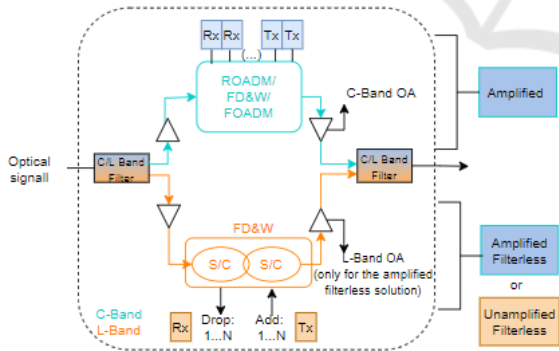 Rx Rx Tx Tx
(...)
ROADM/
FD&W/
FOADM
C-Band OA
Amplified
Optical
signall
C/L Band
Filter
C/L Band
Filter
FD&W
S/C S/C
L-Band OA
(only for the amplified
filterless solution)
Amplified
Filterless
or
Unamplified
Filterless
C-Band
L-Band
Rx
Drop:
1...N
Add:
1...N
Tx